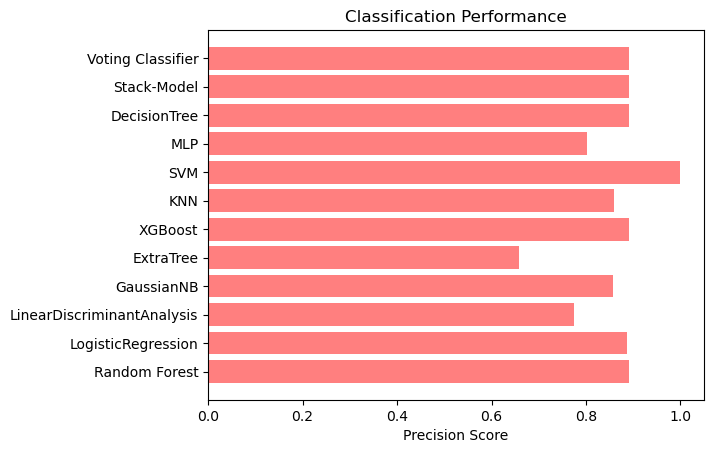 Classification Performance
Voting Classifier
Stack-Model
DecisionTree
MLP
SVM
KNN
XGBoost
ExtraTree
GaussianNB
LinearDiscriminantAnalysis
LogisticRegression
Random Forest
0.0 0.2 0.4 0.6 0.8 1.0
Precision Score